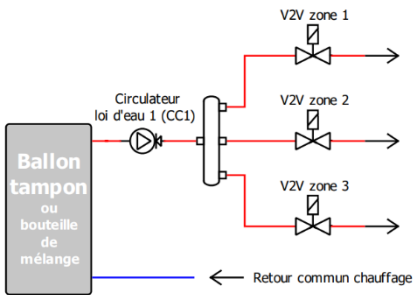 V2V zone 1
Circulateur
loi d'eau 1 (CC1)
V2V zone 2
Ballon
tampon
ou
bouteille
de
mélange
V2V zone 3
Retour commun chauffage